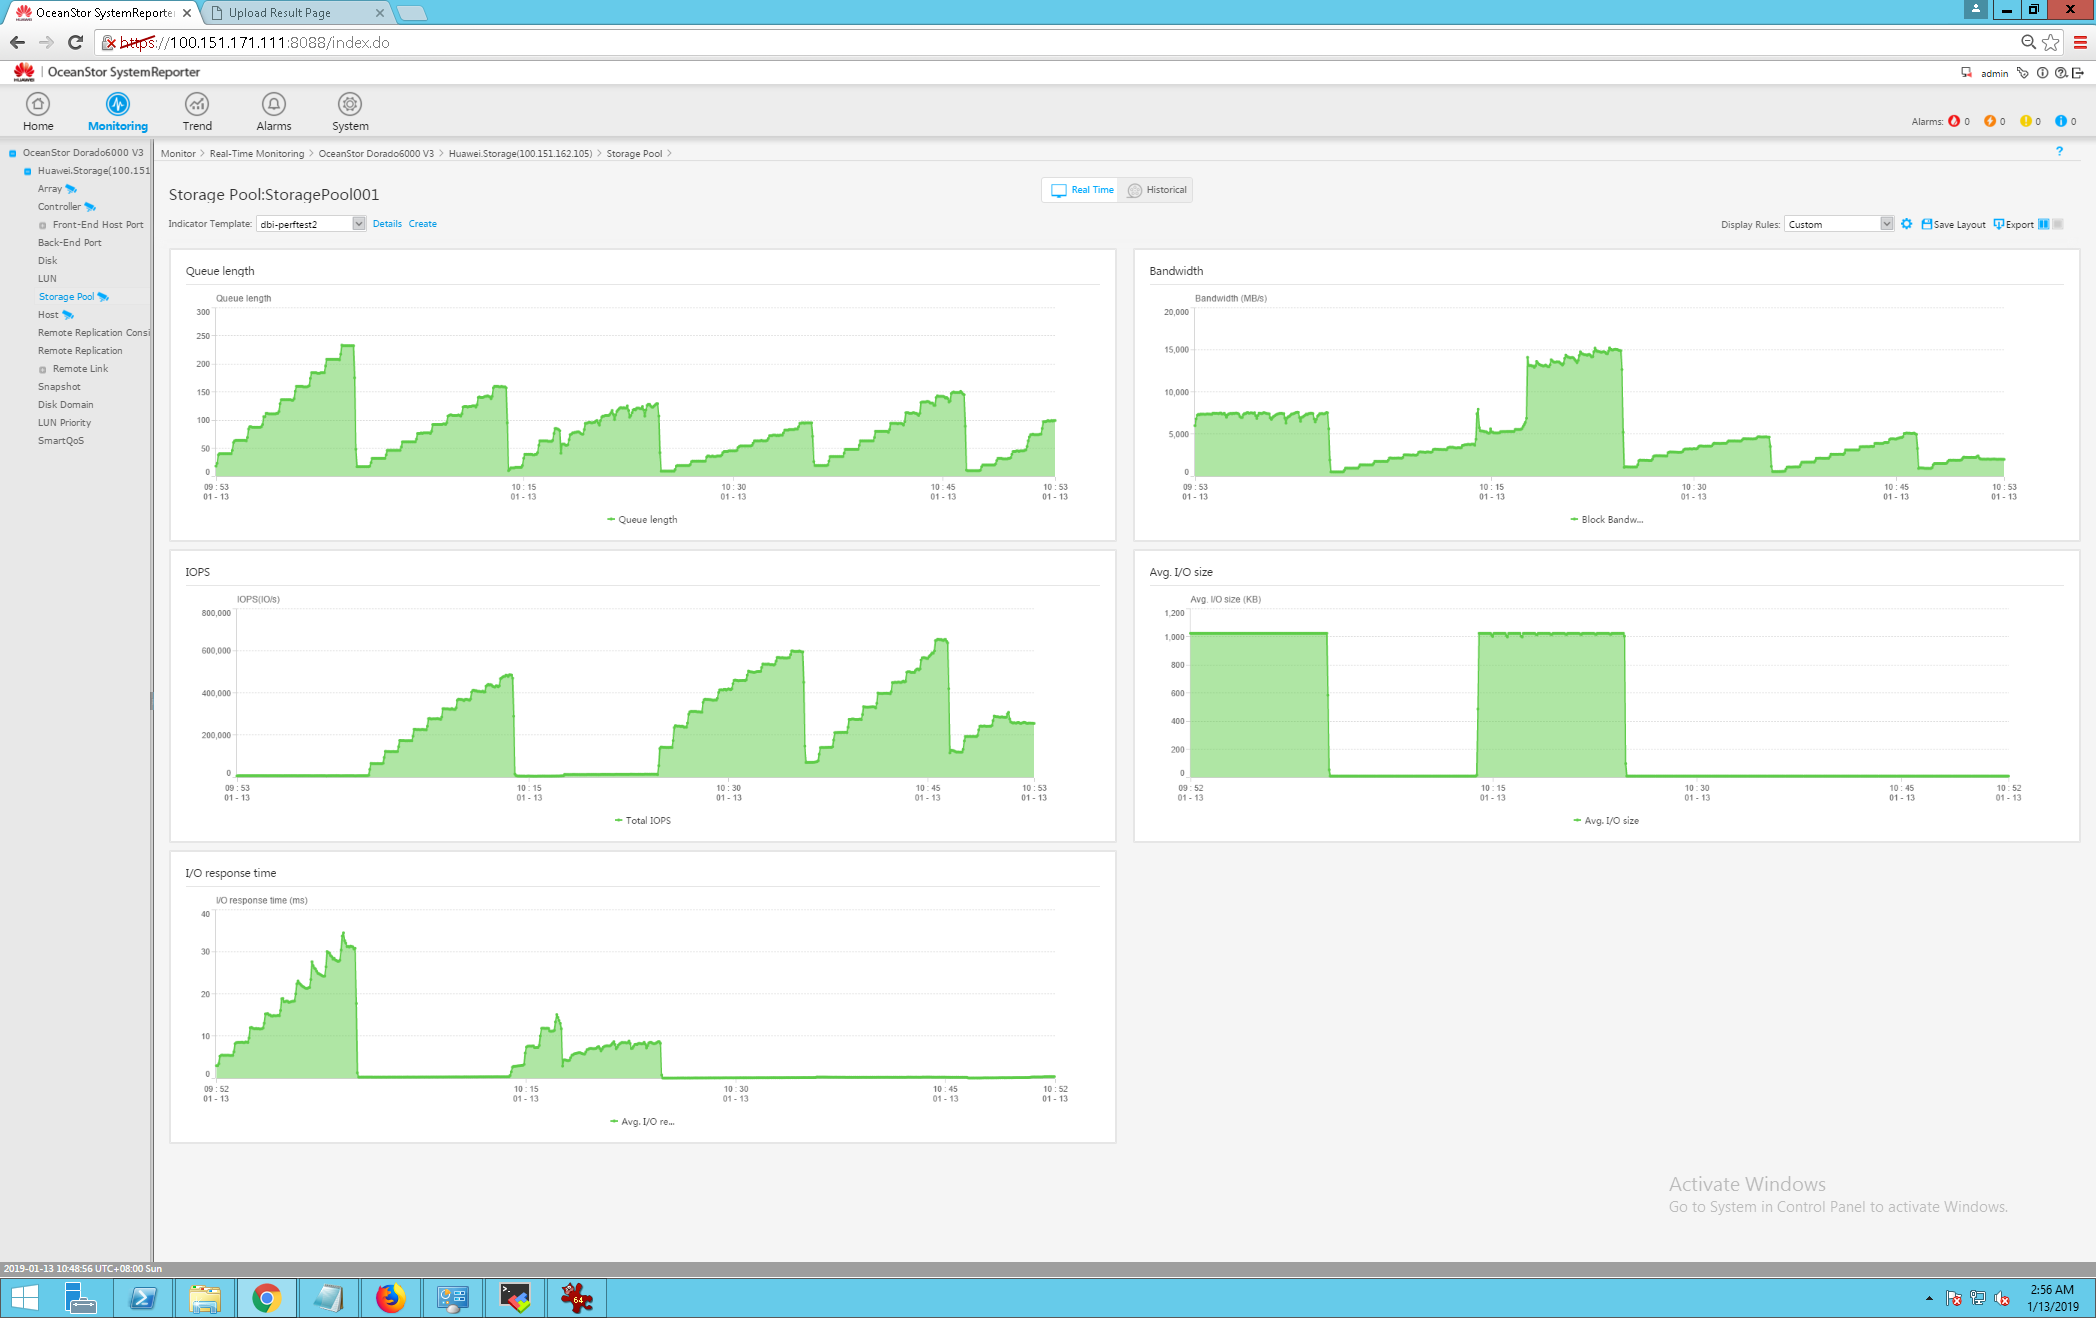 OceanStor SystemReporte
Upload Result Page
https://100.151.171.111:8088/index.do
HUAWEI | OceanStor SystemReporter
admin
Home
Monitoring
Trend
Alarms
System
Alarms: 0 0 0 0
OceanStor Dorado6000 V3
Huawei.Storage(100.151
Array
Controller
Front-End Host Port
Back-End Port
Disk
LUN
Storage Pool
Host
Remote Replication Consi
Remote Replication
Remote Link
Snapshot
Disk Domain
LUN Priority
SmartQoS
Monitor > Real-Time Monitoring > OceanStor Dorado6000 V3 > Huawei.Storage(100.151.162.105) > Storage Pool >
?
Storage Pool:StoragePool001
Real Time
Historical
Indicator Template: dbi-perftest2 Details Create
Display Rules: Custom Save Layout Export
Queue length
Queue length
300
250
200
150
100
50
0
09 : 53 10 : 15 10 : 30 10 : 45 10 : 53
01 - 13 01 - 13 01 - 13 01 - 13 01 - 13
Queue length
Bandwidth
Bandwidth (MB/s)
20,000
15,000
10,000
5,000
0
09 : 53 10 : 15 10 : 30 10 : 45 10 : 53
01 - 13 01 - 13 01 - 13 01 - 13 01 - 13
Block Bandw...
IOPS
IOPS(IO/s)
800,000
600,000
400,000
200,000
0
09 : 53 10 : 15 10 : 30 10 : 45 10 : 53
01 - 13 01 - 13 01 - 13 01 - 13 01 - 13
Total IOPS
Avg. I/O size
Avg. I/O size (KB)
1,200
1,000
800
600
400
200
0
09 : 52 10 : 15 10 : 30 10 : 45 10 : 52
01 - 13 01 - 13 01 - 13 01 - 13 01 - 13
Avg. I/O size
I/O response time
I/O response time (ms)
40
30
20
10
0
09 : 52 10 : 15 10 : 30 10 : 45 10 : 52
01 - 13 01 - 13 01 - 13 01 - 13 01 - 13
Avg. I/O re...
Activate Windows
Go to System in Control Panel to activate Windows.
2019-01-13 10:48:56 UTC+08:00 Sun
64
2:56 AM
1/13/2019